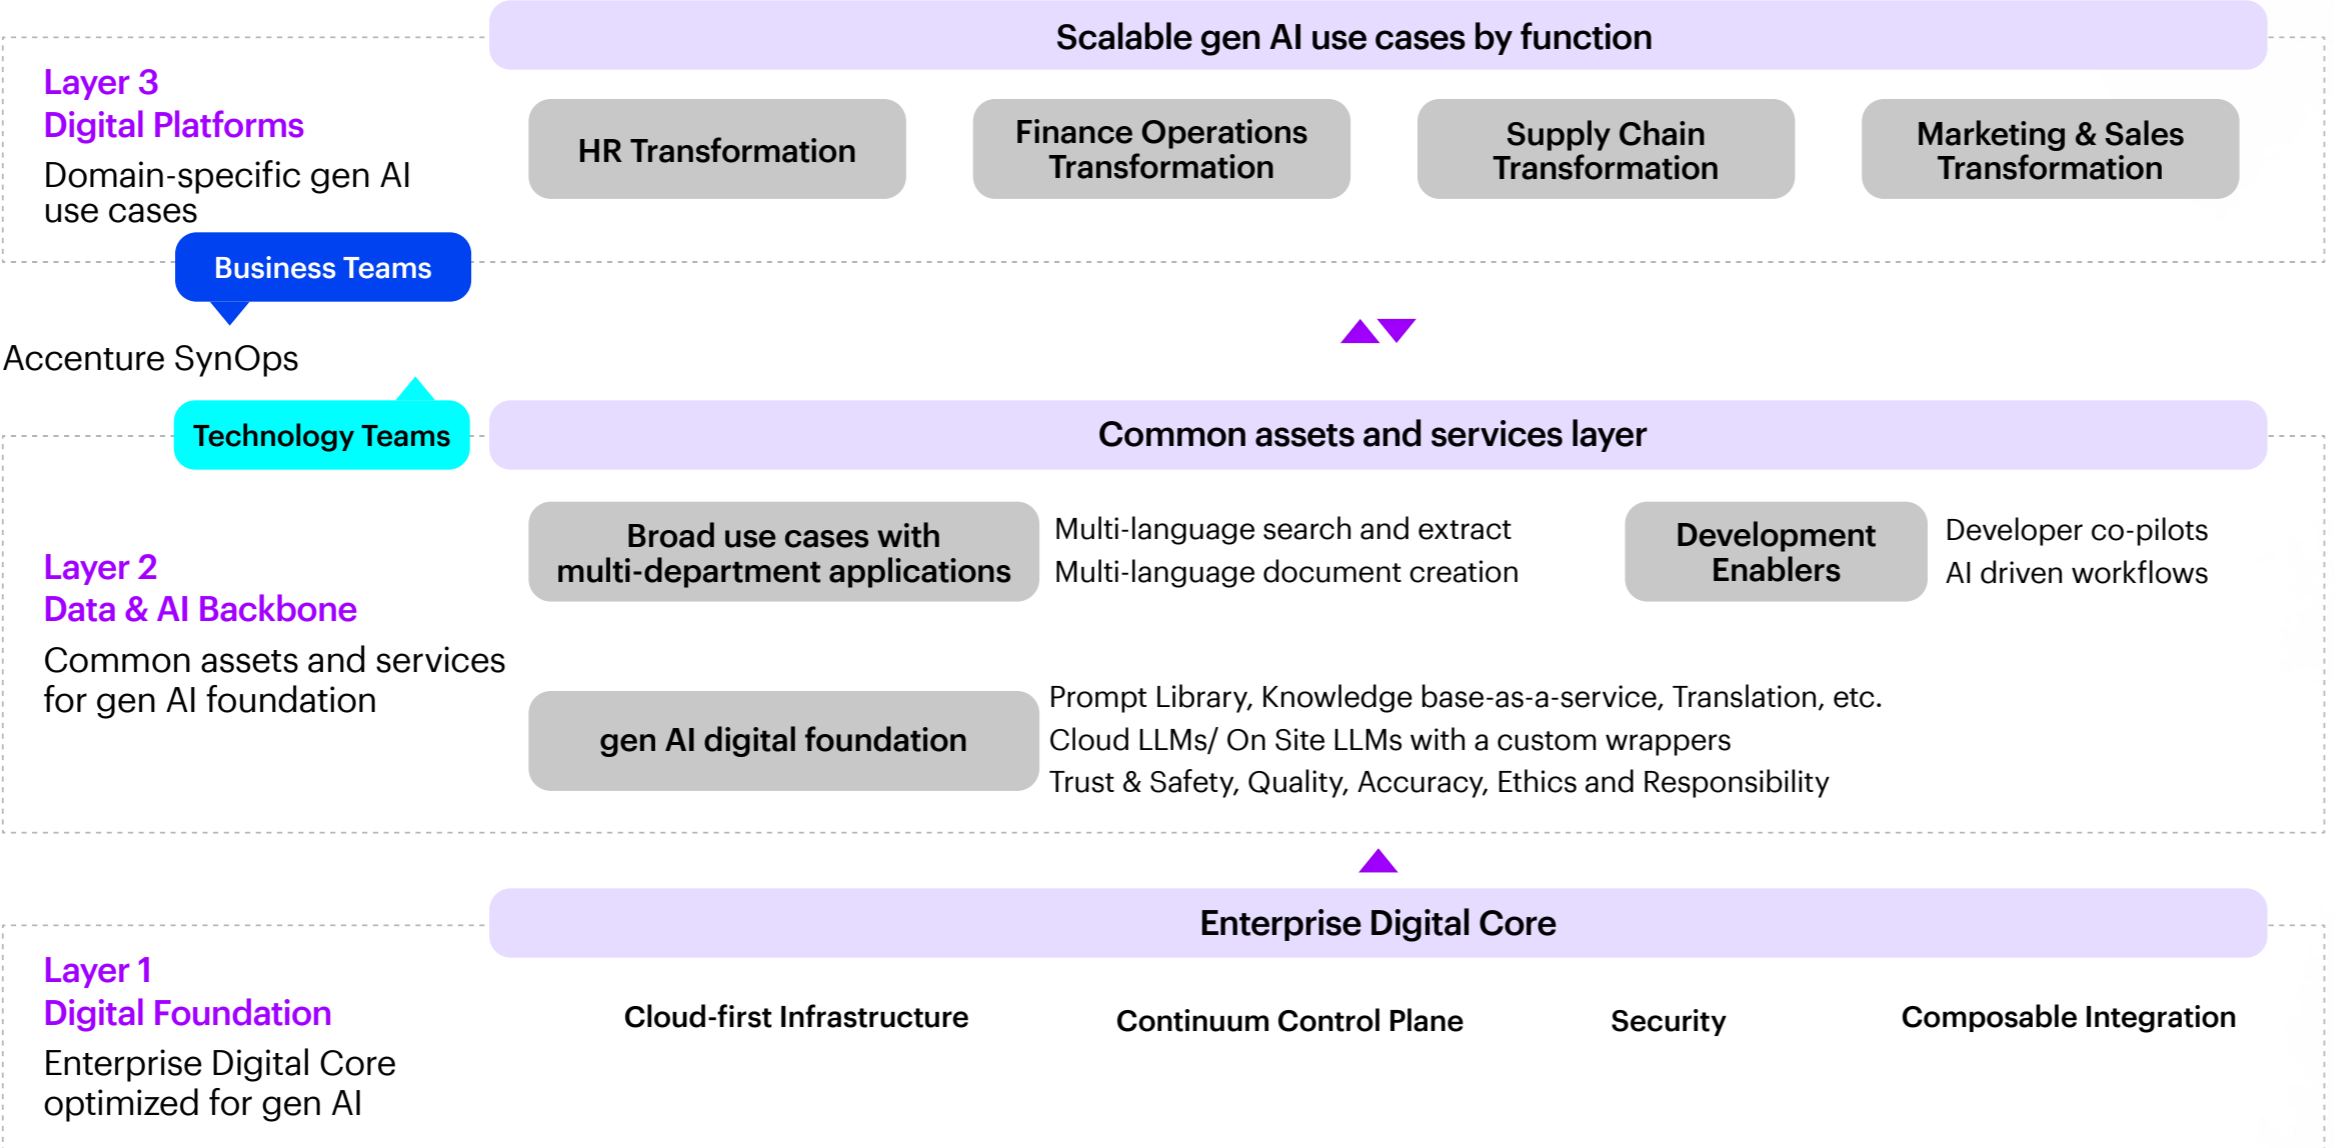 Scalable gen AI use cases by function
Layer 3
Digital Platforms
Domain-specific gen AI
use cases
HR Transformation
Finance Operations
Transformation
Supply Chain
Transformation
Marketing & Sales
Transformation
Business Teams
Accenture SynOps
Technology Teams
Common assets and services layer
Layer 2
Data & AI Backbone
Common assets and services
for gen AI foundation
Broad use cases with
multi-department applications
Multi-language search and extract
Multi-language document creation
Development
Enablers
Developer co-pilots
AI driven workflows
gen AI digital foundation
Prompt Library, Knowledge base-as-a-service, Translation, etc.
Cloud LLMs/ On Site LLMs with a custom wrappers
Trust & Safety, Quality, Accuracy, Ethics and Responsibility
Enterprise Digital Core
Layer 1
Digital Foundation
Enterprise Digital Core
optimized for gen AI
Cloud-first Infrastructure
Continuum Control Plane
Security
Composable Integration